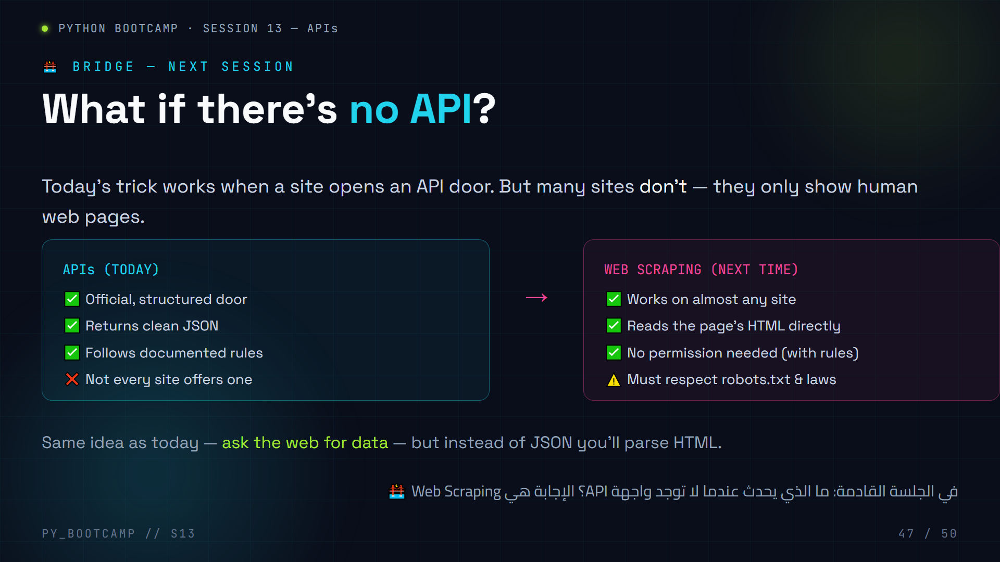 PYTHON BOOTCAMP · SESSION 13 — APIs
🌉 BRIDGE — NEXT SESSION
What if there’s no API?
Today’s trick works when a site opens an API door. But many sites don’t — they only show human
web pages.
APIs (TODAY)
✅ Official, structured door
✅ Returns clean JSON
✅ Follows documented rules
❌ Not every site offers one
→
WEB SCRAPING (NEXT TIME)
✅ Works on almost any site
✅ Reads the page’s HTML directly
✅ No permission needed (with rules)
⚠️ Must respect robots.txt & laws
Same idea as today — ask the web for data — but instead of JSON you’ll parse HTML.
في الجلسة القادمة: ما الذي يحدث عندما لا توجد واجهة API؟ الإجابة هي Web Scraping 🌉
PY_BOOTCAMP // S13
47 / 50